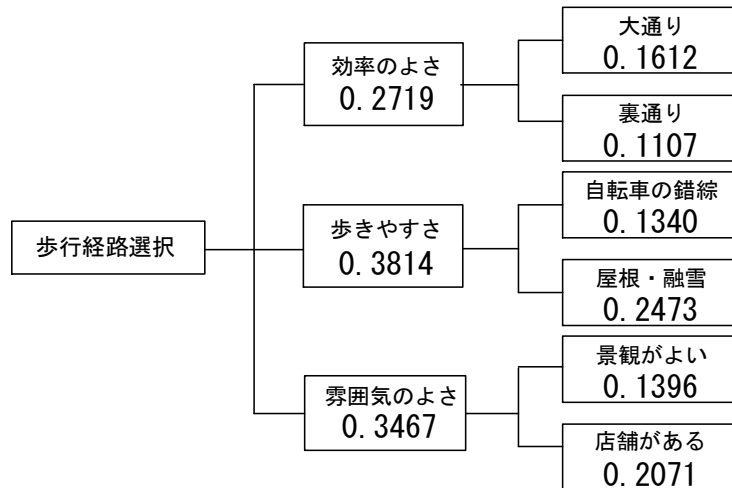 歩行経路選択
効率のよさ
0.2719
大通り
0.1612
裏通り
0.1107
歩きやすさ
0.3814
自転車の錯綜
0.1340
屋根・融雪
0.2473
雰囲気のよさ
0.3467
景観がよい
0.1396
店舗がある
0.2071